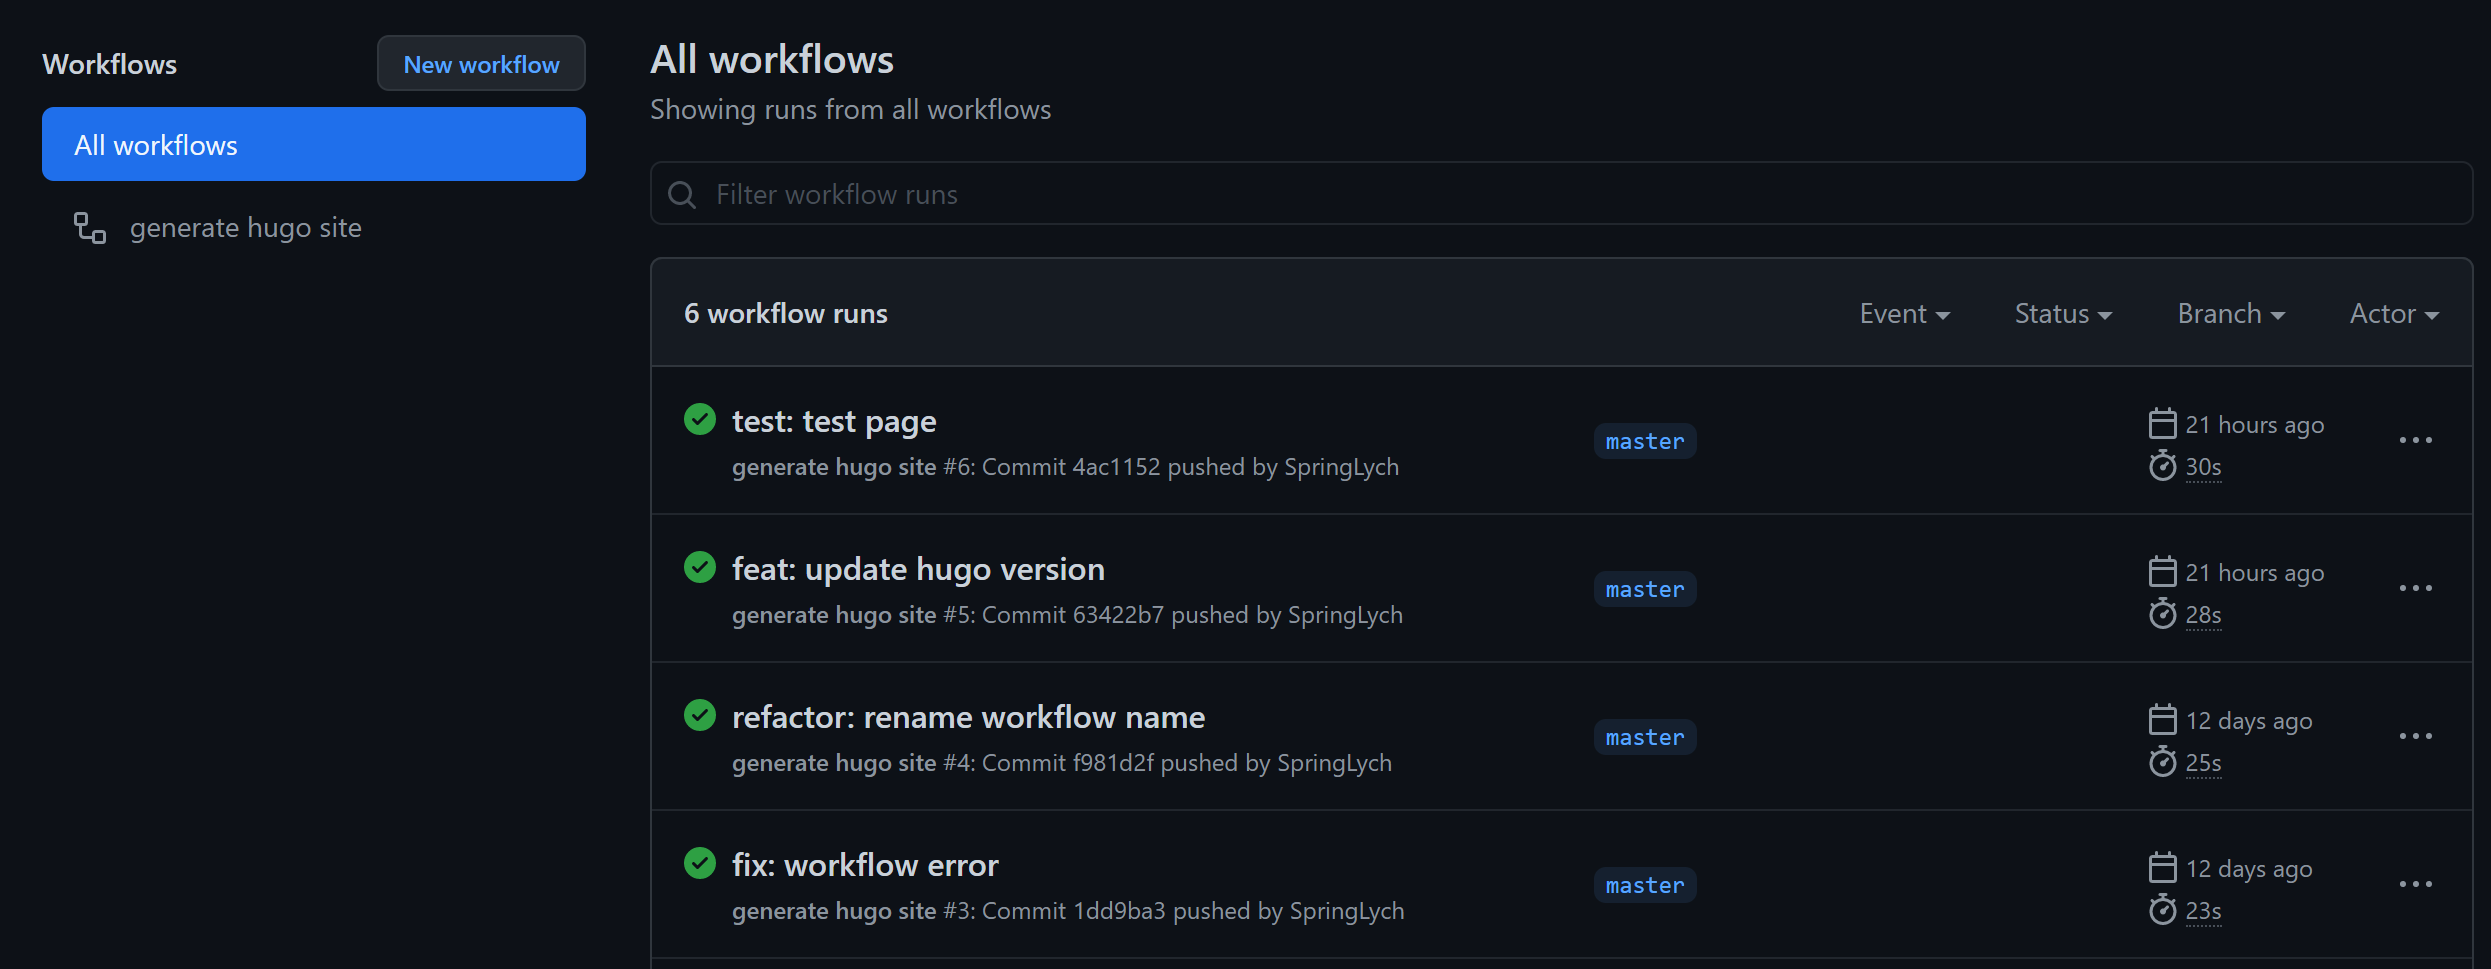 Workflows
New workflow
All workflows
generate hugo site
All workflows
Showing runs from all workflows
Filter workflow runs
6 workflow runs
Event
Status
Branch
Actor
test: test page
generate hugo site #6: Commit 4ac1152 pushed by SpringLych
master
21 hours ago
30s
feat: update hugo version
generate hugo site #5: Commit 63422b7 pushed by SpringLych
master
21 hours ago
28s
refactor: rename workflow name
generate hugo site #4: Commit f981d2f pushed by SpringLych
master
12 days ago
25s
fix: workflow error
generate hugo site #3: Commit 1dd9ba3 pushed by SpringLych
master
12 days ago
23s